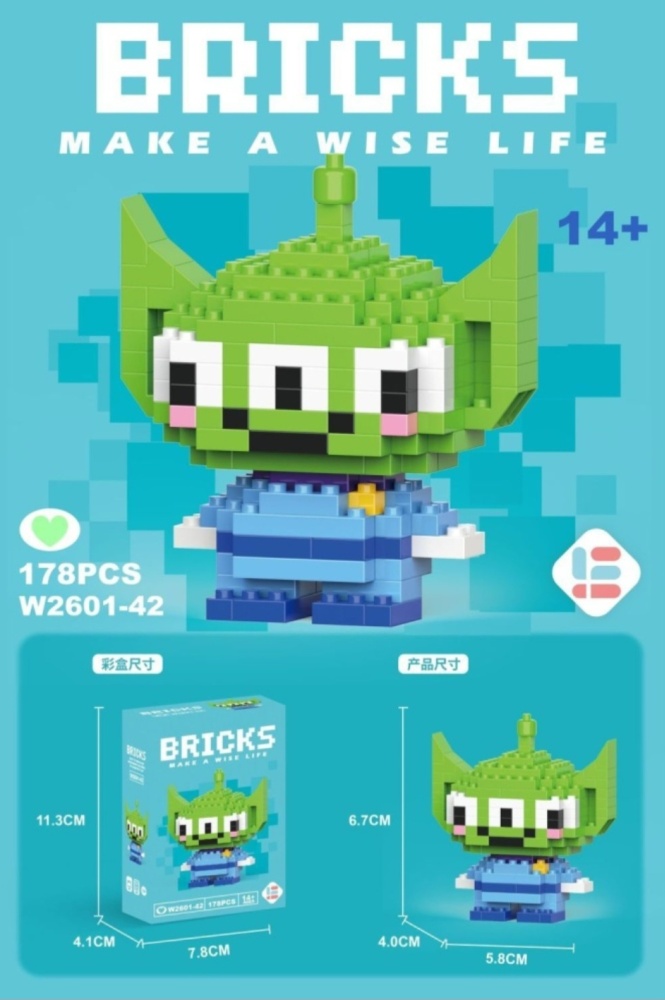 BRICKS
MAKE A WISE LIFE
14+
178PCS
W2601-42
彩盒尺寸
产品尺寸
BRICKS
MAKE A WISE LIFE
BRICKS
11.3CM
6.7CM
W2601-42
178PCS
14+
4.1CM
7.8CM
4.0CM
5.8CM